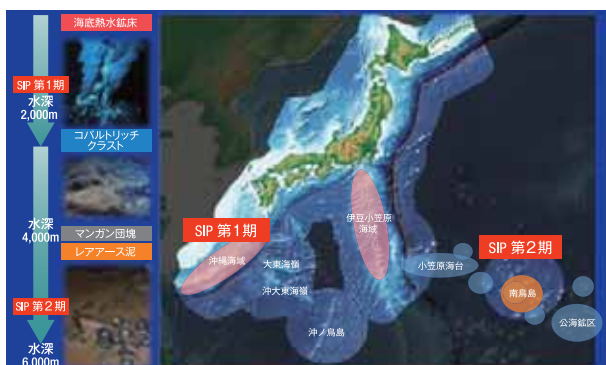 海底熱水鉱床
SIP 第1期
水深
2,000m
コバルトリッチ
クラスト
水深
4,000m
マンガン団塊
レアアース泥
SIP 第2期
水深
6,000m
SIP 第1期
沖縄海域
大東海嶺
沖大東海嶺
沖ノ鳥島
伊豆小笠原
海域
小笠原海台
SIP 第2期
南鳥島
公海鉱区